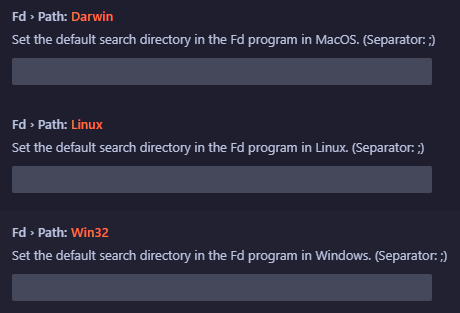 Fd › Path: Darwin
Set the default search directory in the Fd program in MacOS. (Separator: ;)
Fd › Path: Linux
Set the default search directory in the Fd program in Linux. (Separator: ;)
Fd › Path: Win32
Set the default search directory in the Fd program in Windows. (Separator: ;)